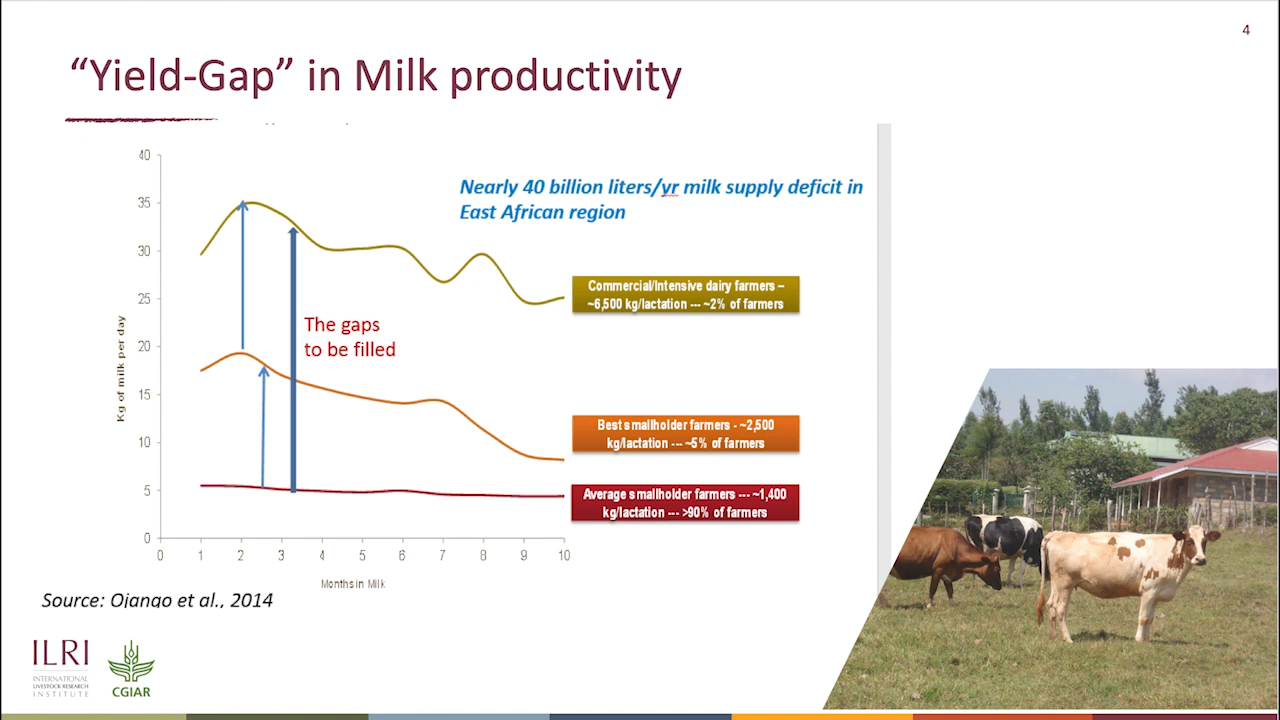 4
“Yield-Gap” in Milk productivity
40
35
30
25
20
15
10
5
0
Kg of milk per day
Nearly 40 billion liters/yr milk supply deficit in
East African region
Commercial/Intensive dairy farmers –
~6,500 kg/lactation --- ~2% of farmers
The gaps
to be filled
Best smallholder farmers - ~2,500
kg/lactation --- ~5% of farmers
Average smallholder farmers --- ~1,400
kg/lactation --- >90% of farmers
0 1 2 3 4 5 6 7 8 9 10
Months in Milk
Source: Ojango et al., 2014
ILRI
INTERNATIONAL
LIVESTOCK RESEARCH
INSTITUTE
CGIAR